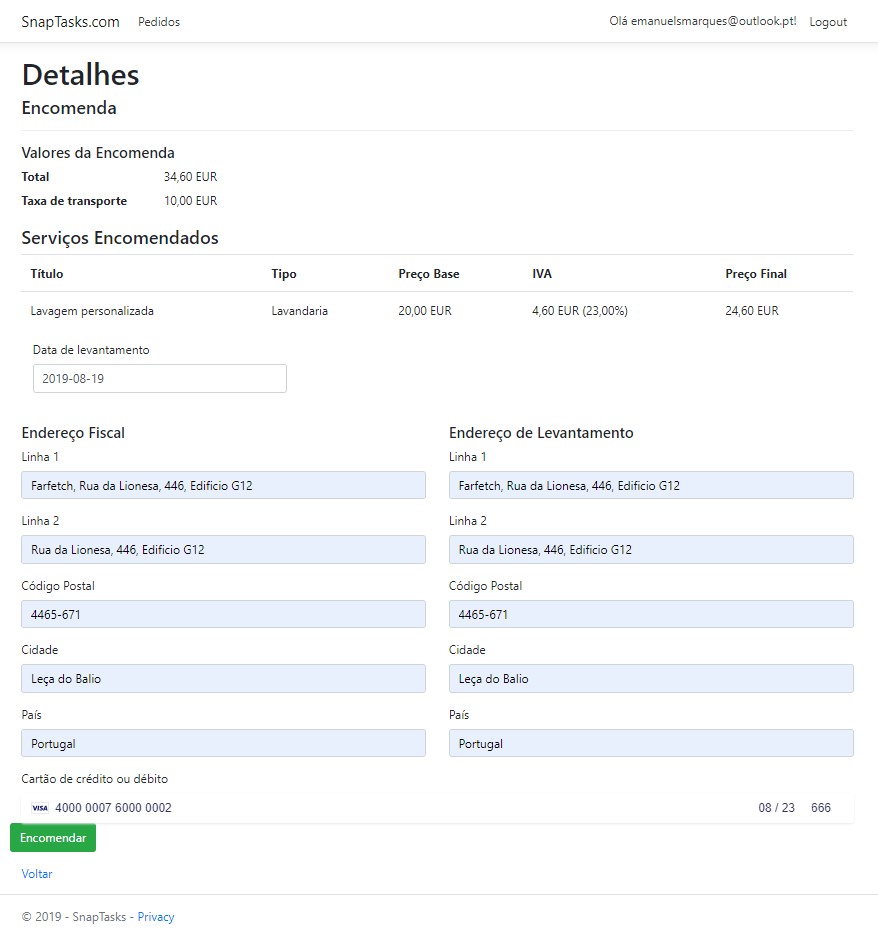 SnapTasks.com Pedidos Olá emanuelsmarques@outlook.pt! Logout
Detalhes
Encomenda
Valores da Encomenda
Total 34,60 EUR
Taxa de transporte 10,00 EUR
Serviços Encomendados
Título Tipo Preço Base IVA Preço Final
Lavagem personalizada Lavandaria 20,00 EUR 4,60 EUR (23,00%) 24,60 EUR
Data de levantamento
2019-08-19
Endereço Fiscal Endereço de Levantamento
Linha 1 Linha 1
Farfetch, Rua da Lionesa, 446, Edificio G12 Farfetch, Rua da Lionesa, 446, Edificio G12
Linha 2 Linha 2
Rua da Lionesa, 446, Edificio G12 Rua da Lionesa, 446, Edificio G12
Código Postal Código Postal
4465-671 4465-671
Cidade Cidade
Leça do Balio Leça do Balio
País País
Portugal Portugal
Cartão de crédito ou débito
VISA 4000 0007 6000 0002 08 / 23 666
Encomendar
Voltar
© 2019 - SnapTasks - Privacy